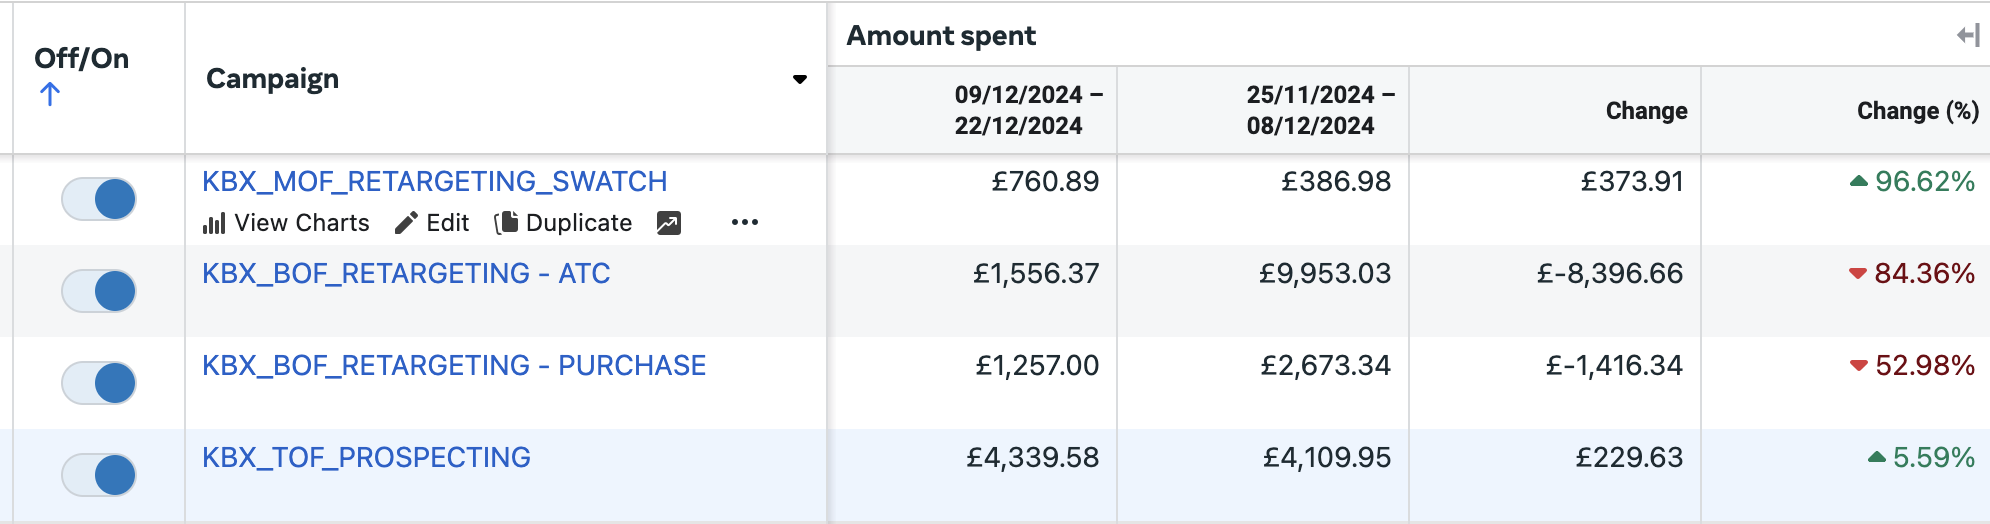 Off/On
Campaign
Amount spent
09/12/2024 –
22/12/2024
25/11/2024 –
08/12/2024
Change
Change (%)
KBX_MOF_RETARGETING_SWATCH £760.89 £386.98 £373.91 96.62%
View Charts Edit Duplicate ...
KBX_BOF_RETARGETING - ATC £1,556.37 £9,953.03 £-8,396.66 84.36%
KBX_BOF_RETARGETING - PURCHASE £1,257.00 £2,673.34 £-1,416.34 52.98%
KBX_TOF_PROSPECTING £4,339.58 £4,109.95 £229.63 5.59%